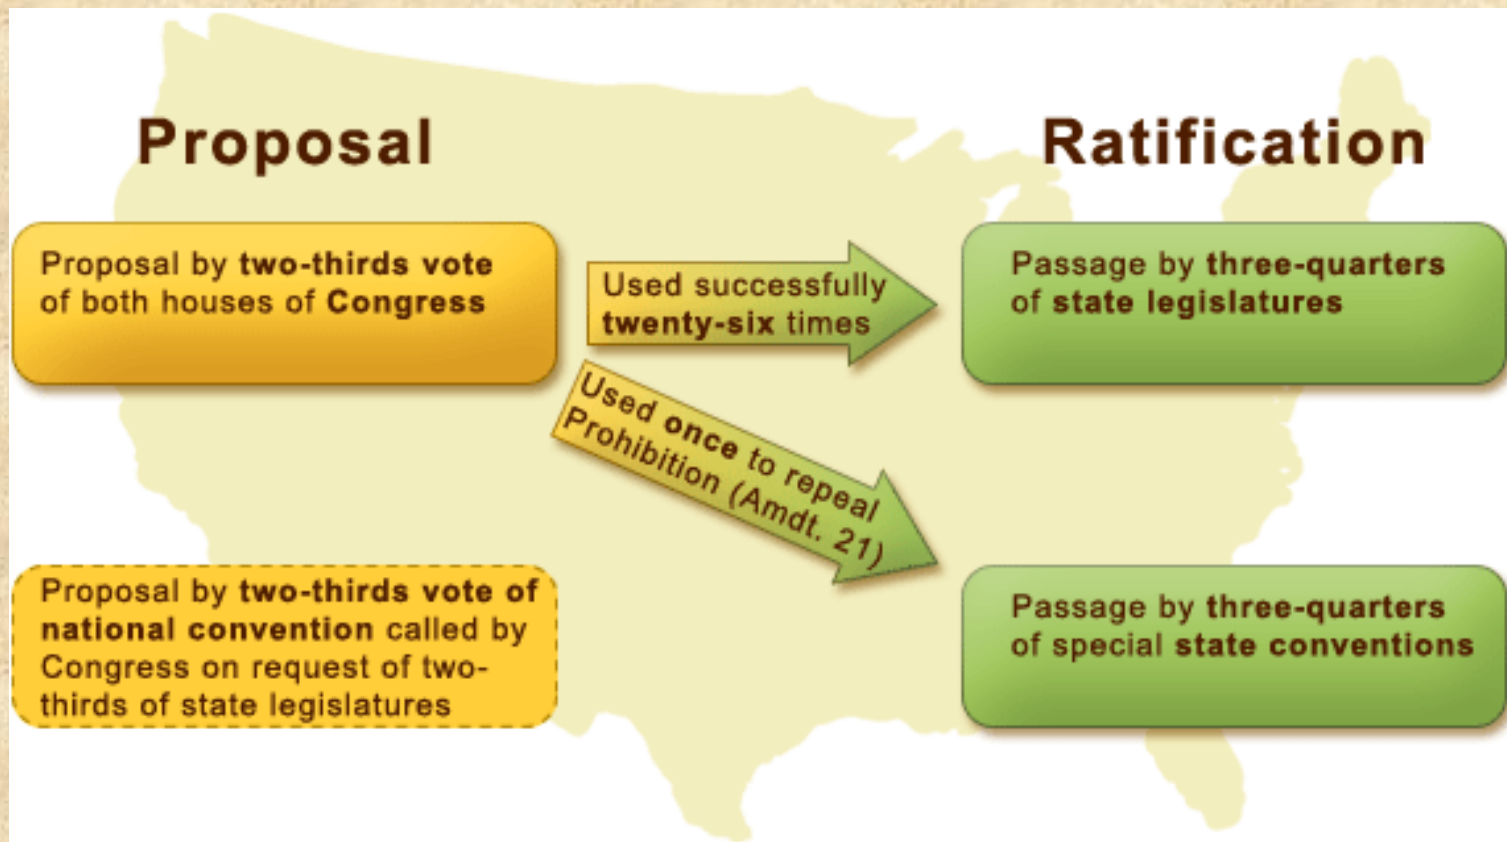 Proposal
Ratification
Proposal by two-thirds vote
of both houses of Congress
Used successfully
twenty-six times
Passage by three-quarters
of state legislatures
Used once to repeal
Prohibition (Amdt. 21)
Proposal by two-thirds vote of
national convention called by
Congress on request of two-
thirds of state legislatures
Passage by three-quarters
of special state conventions